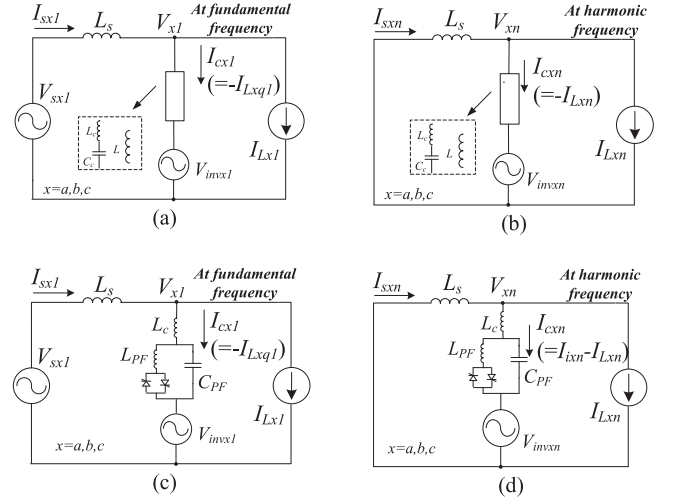 I_sx1
L_s
V_x1
At fundamental
frequency
I_cx1
(=-I_Lxq1)
V_sx1
L_c
C_c
L
V_invx1
I_Lx1
x=a,b,c
(a)
I_sxn
L_s
V_xn
At harmonic
frequency
I_cxn
(=-I_Lxn)
L_c
C_c
L
V_invxn
I_Lxn
x=a,b,c
(b)
I_sx1
L_s
V_x1
At fundamental
frequency
L_c
I_cx1
(=-I_Lxq1)
V_sx1
L_PF
C_PF
V_invx1
I_Lx1
x=a,b,c
(c)
I_sxn
L_s
V_xn
At harmonic
frequency
L_c
I_cxn
(=I_ixn-I_Lxn)
L_PF
C_PF
V_invxn
I_Lxn
x=a,b,c
(d)